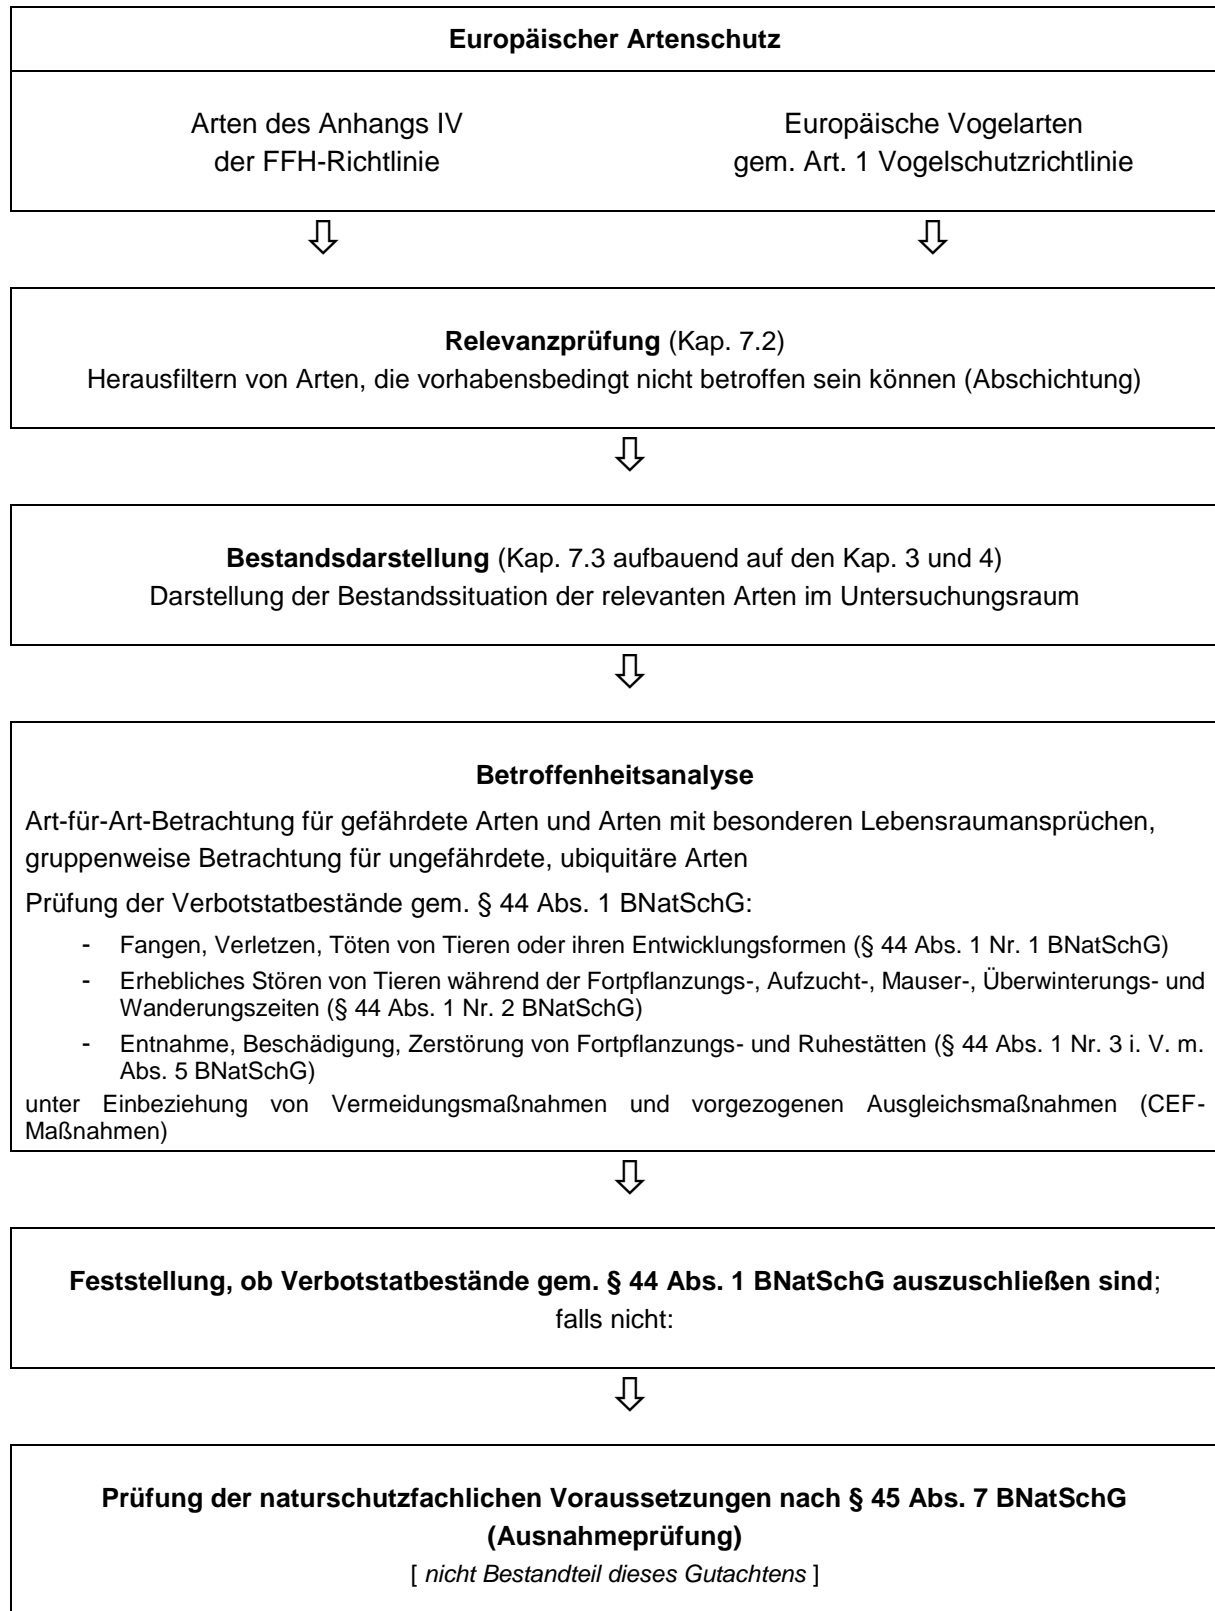 Europäischer Artenschutz
Arten des Anhangs IV
der FFH-Richtlinie
Europäische Vogelarten
gem. Art. 1 Vogelschutzrichtlinie
Relevanzprüfung (Kap. 7.2)
Herausfiltern von Arten, die vorhabensbedingt nicht betroffen sein können (Abschichtung)
Bestandsdarstellung (Kap. 7.3 aufbauend auf den Kap. 3 und 4)
Darstellung der Bestandssituation der relevanten Arten im Untersuchungsraum
Betroffenheitsanalyse
Art-für-Art-Betrachtung für gefährdete Arten und Arten mit besonderen Lebensraumansprüchen,
gruppenweise Betrachtung für ungefährdete, ubiquitäre Arten
Prüfung der Verbotstatbestände gem. § 44 Abs. 1 BNatSchG:
- Fangen, Verletzen, Töten von Tieren oder ihren Entwicklungsformen (§ 44 Abs. 1 Nr. 1 BNatSchG)
- Erhebliches Stören von Tieren während der Fortpflanzungs-, Aufzucht-, Mauser-, Überwinterungs- und
Wanderungszeiten (§ 44 Abs. 1 Nr. 2 BNatSchG)
- Entnahme, Beschädigung, Zerstörung von Fortpflanzungs- und Ruhestätten (§ 44 Abs. 1 Nr. 3 i. V. m.
Abs. 5 BNatSchG)
unter Einbeziehung von Vermeidungsmaßnahmen und vorgezogenen Ausgleichsmaßnahmen (CEF-
Maßnahmen)
Feststellung, ob Verbotstatbestände gem. § 44 Abs. 1 BNatSchG auszuschließen sind;
falls nicht:
Prüfung der naturschutzfachlichen Voraussetzungen nach § 45 Abs. 7 BNatSchG
(Ausnahmeprüfung)
[ nicht Bestandteil dieses Gutachtens ]